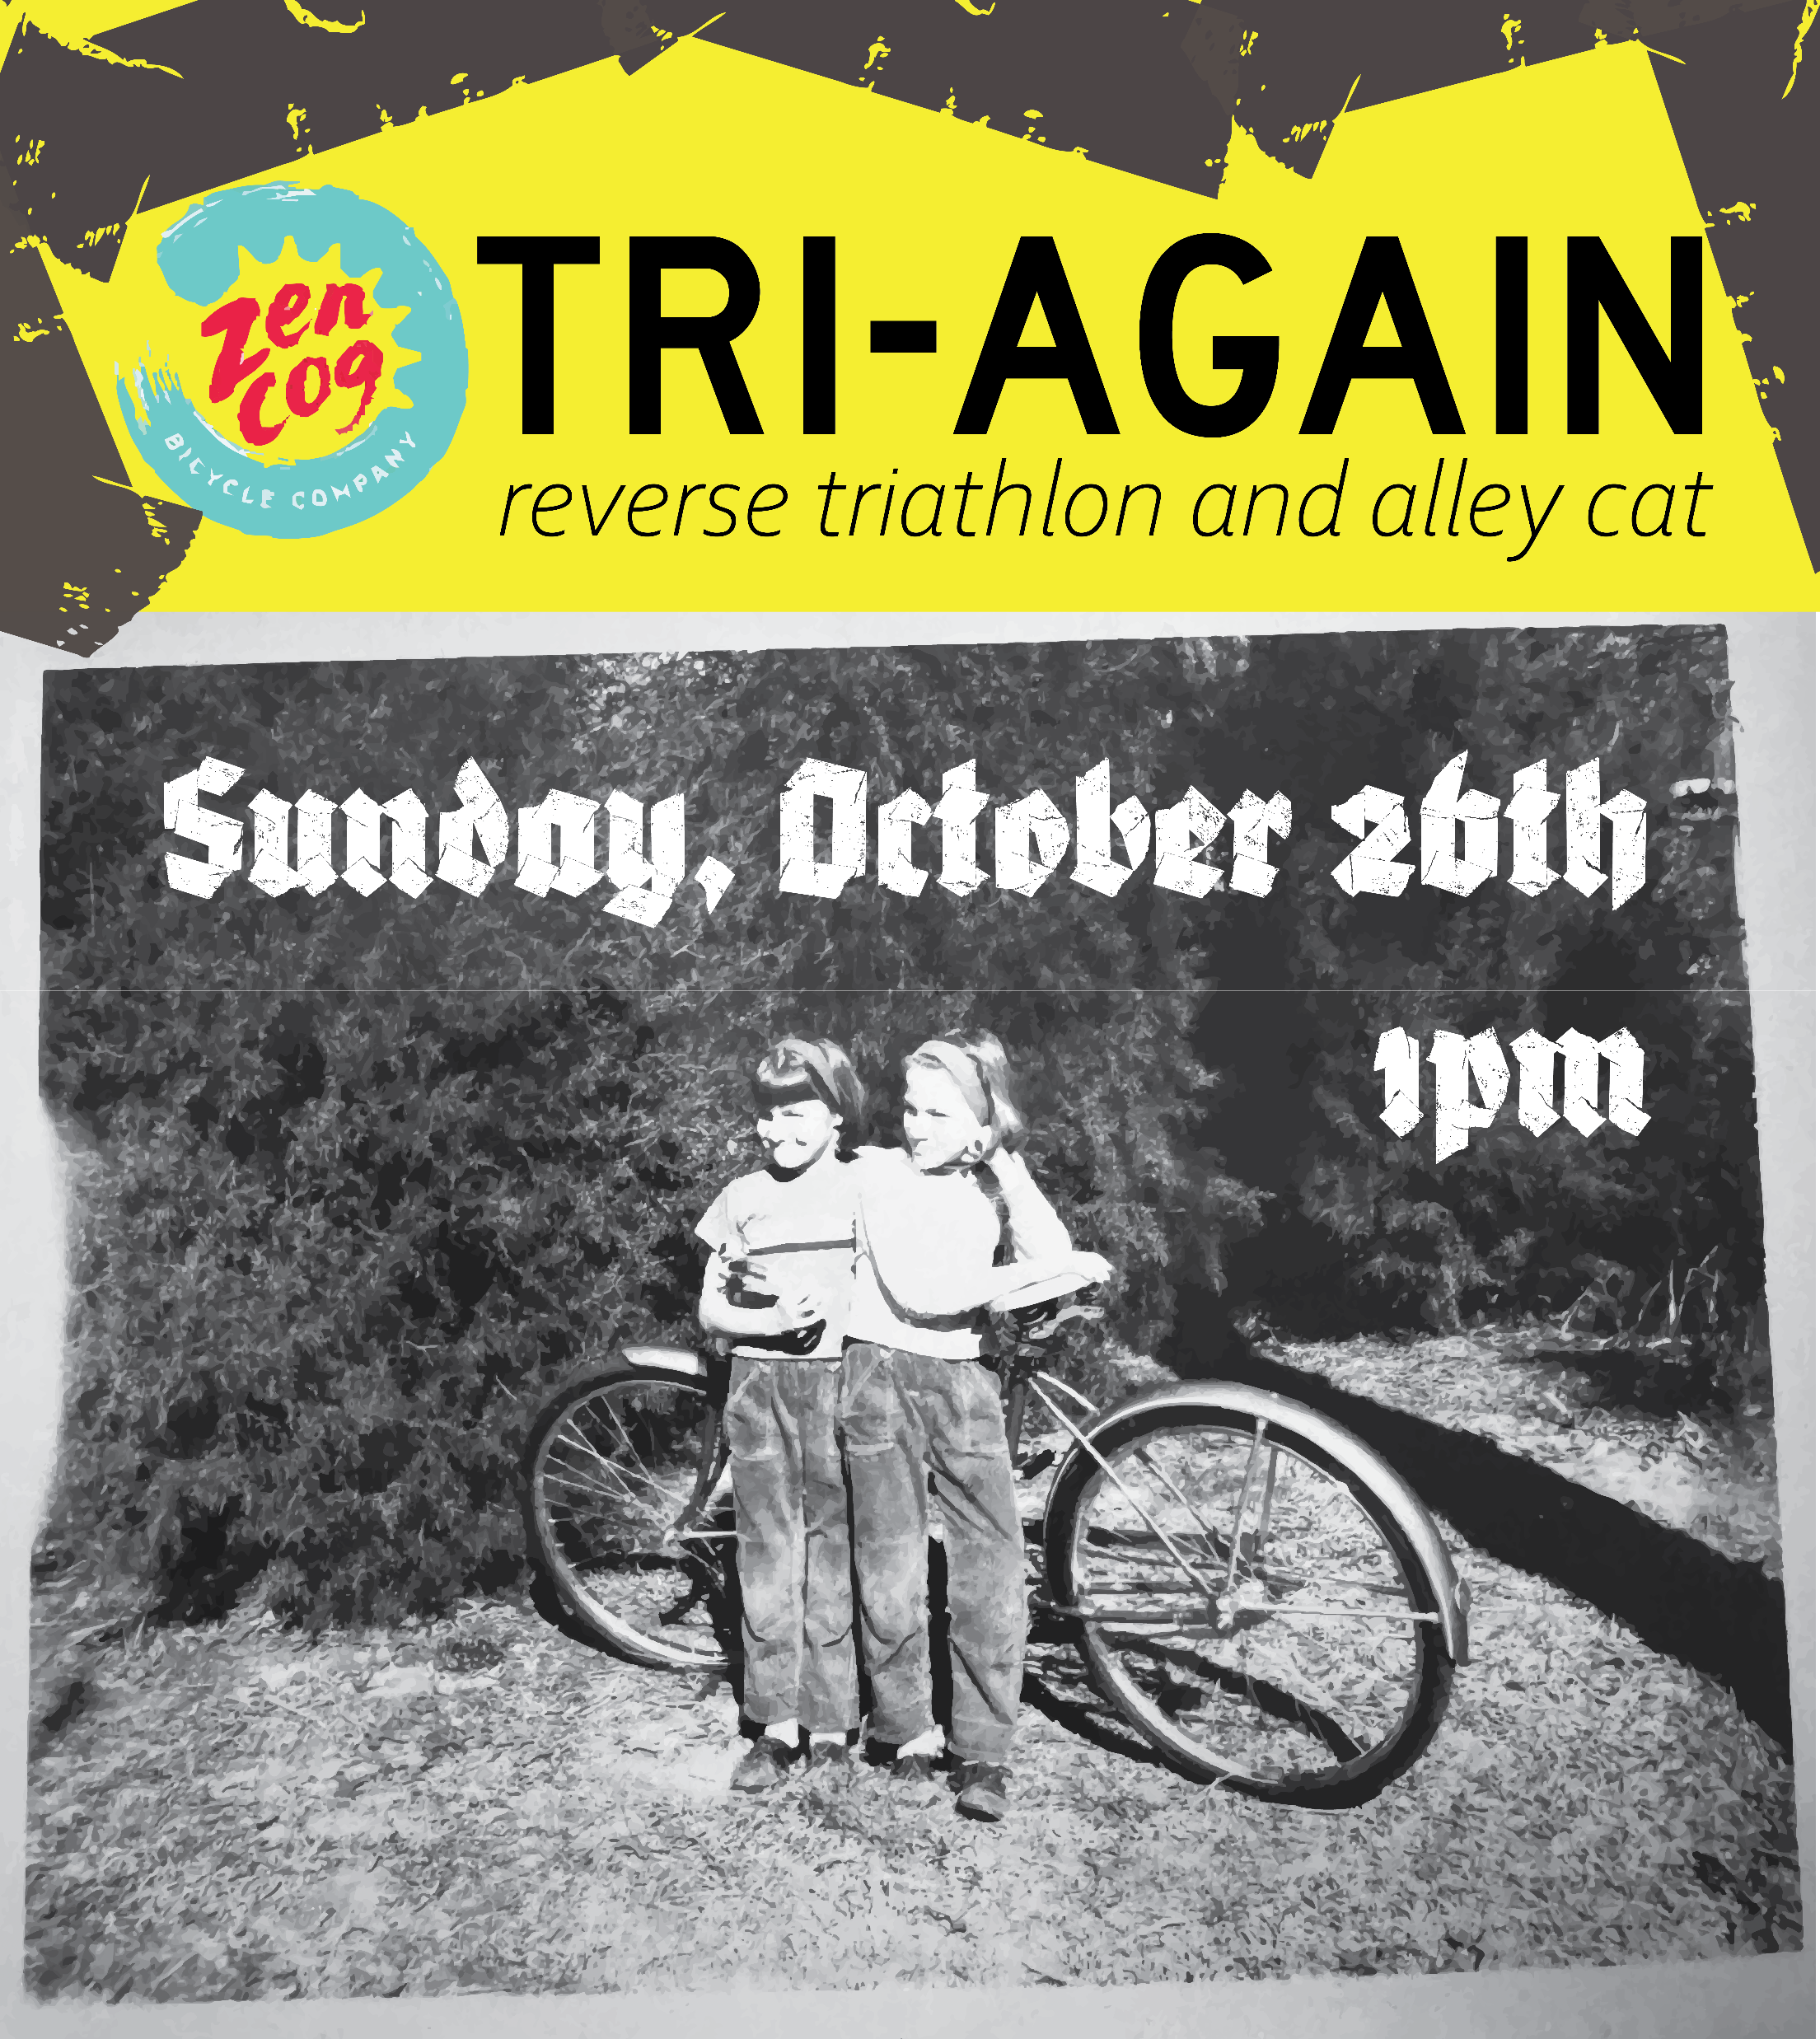 zen
cog
BICYCLE COMPANY
TRI-AGAIN
reverse triathlon and alley cat
Sunday, October 26th
1pm